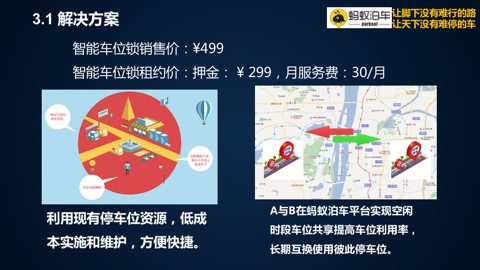 3.1 解决方案
蚂蚁泊车
parkant
让脚下没有难行的路
让天下没有难停的车
智能车位锁销售价：¥499
智能车位锁租约价：押金：¥299，月服务费：30/月
利用现有停车位资源，低成
本实施和维护，方便快捷。
A与B在蚂蚁泊车平台实现空闲
时段车位共享提高车位利用率，
长期互换使用彼此停车位。